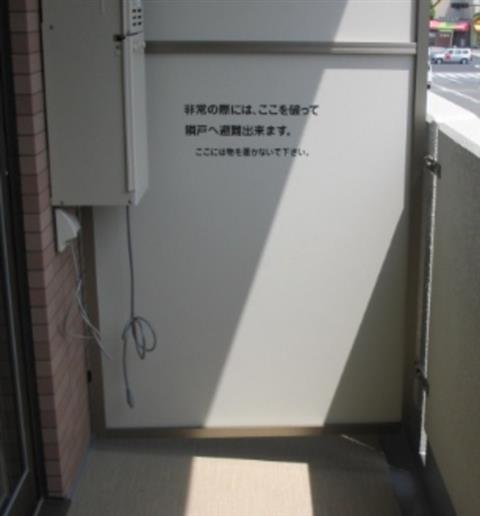 非常の際には、ここを破って
隣戸へ避難出来ます。
ここには物を置かないで下さい。